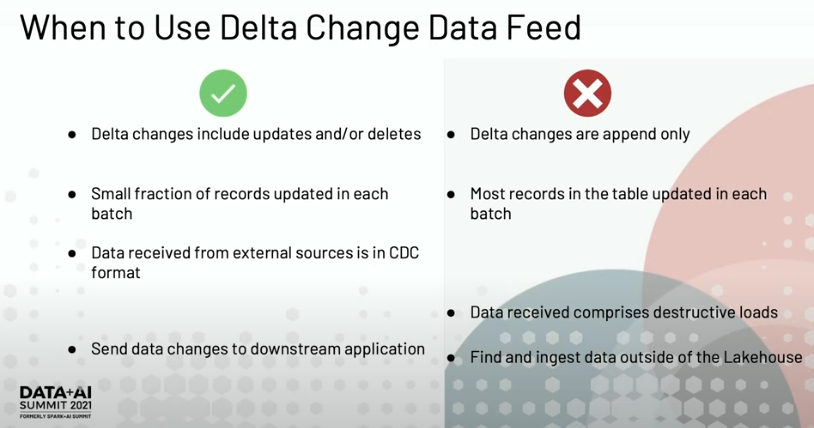 When to Use Delta Change Data Feed
● Delta changes include updates and/or deletes
● Small fraction of records updated in each
batch
● Data received from external sources is in CDC
format
● Send data changes to downstream application
● Delta changes are append only
● Most records in the table updated in each
batch
● Data received comprises destructive loads
● Find and ingest data outside of the Lakehouse
DATA+AI
SUMMIT 2021
FORMERLY SPARK+AI SUMMIT